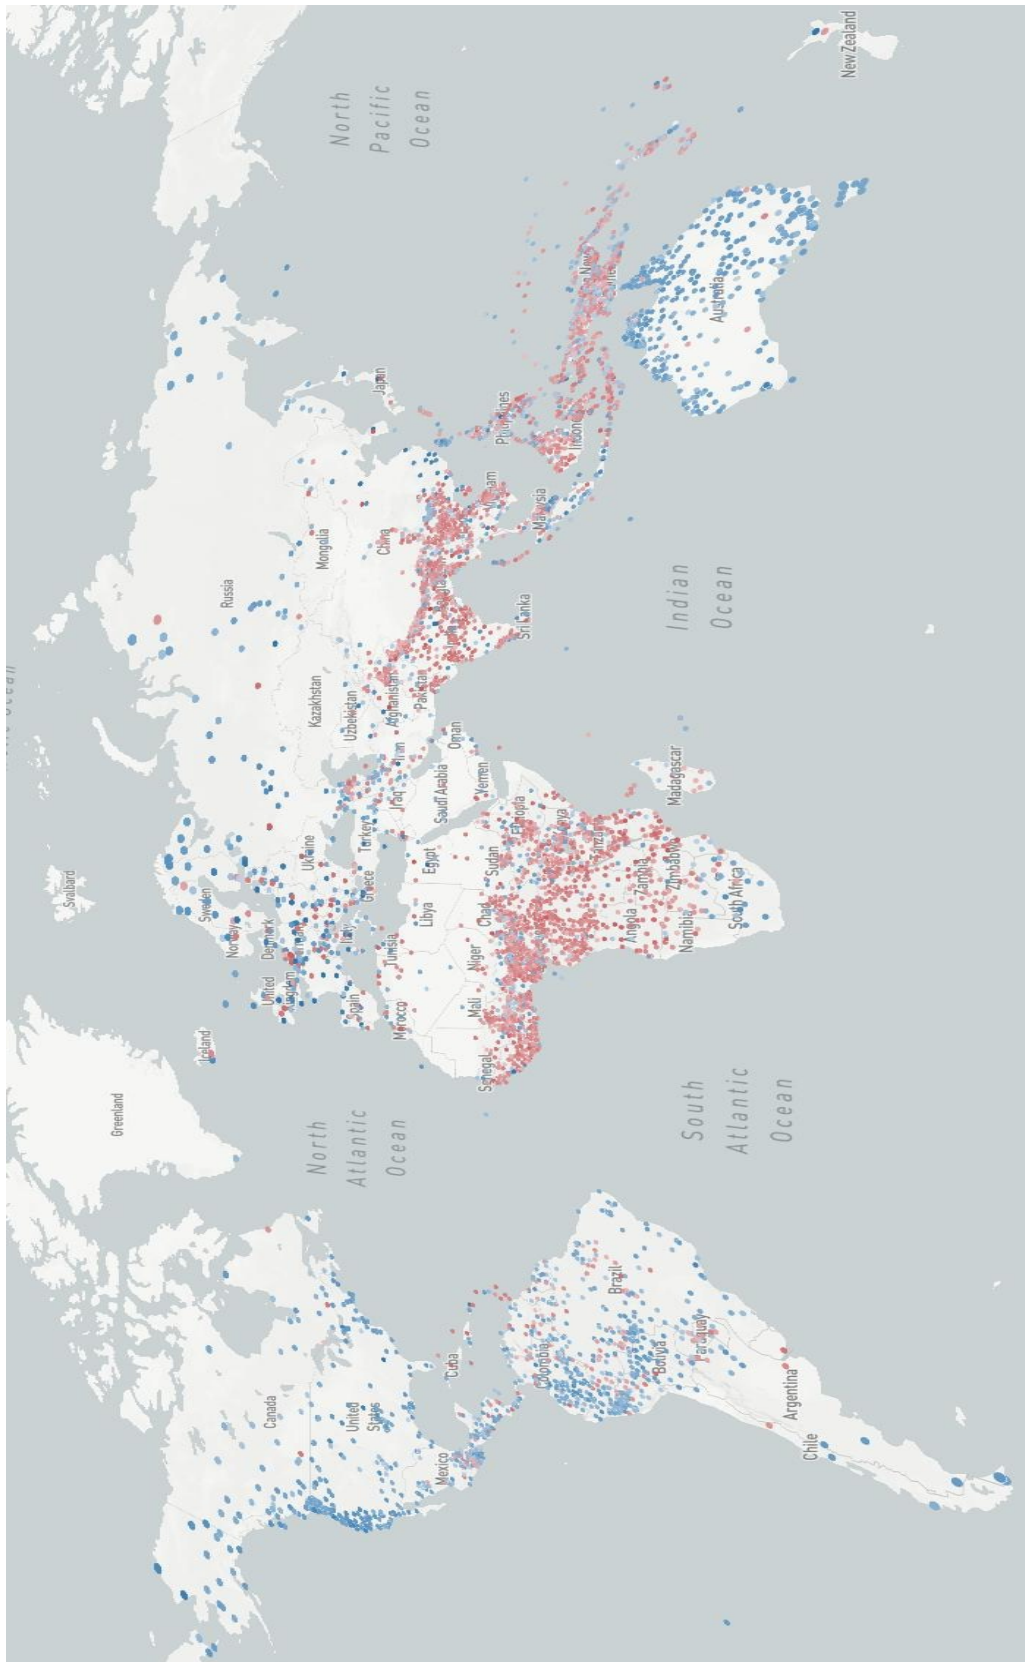 Greenland
Svalbard
Iceland
Norway
Sweden
Denmark
United
Kingdom
Ukraine
Russia
Kazakhstan
Mongolia
Canada
United
States
Mexico
Cuba
North
Atlantic
Ocean
Spain
Italy
Greece
Turkey
Uzbekistan
Afghanistan
Pakistan
Iran
Iraq
China
Japan
North
Pacific
Ocean
Morocco
Tunisia
Libya
Egypt
Saudi Arabia
Oman
Yemen
Senegal
Mali
Niger
Chad
Sudan
Ethiopia
Sri Lanka
Malaysia
Philippines
Colombia
Brazil
Bolivia
Paraguay
Argentina
Chile
South
Atlantic
Ocean
Angola
Zambia
Namibia
Zimbabwe
South Africa
Madagascar
Indian
Ocean
Australia
New Zealand